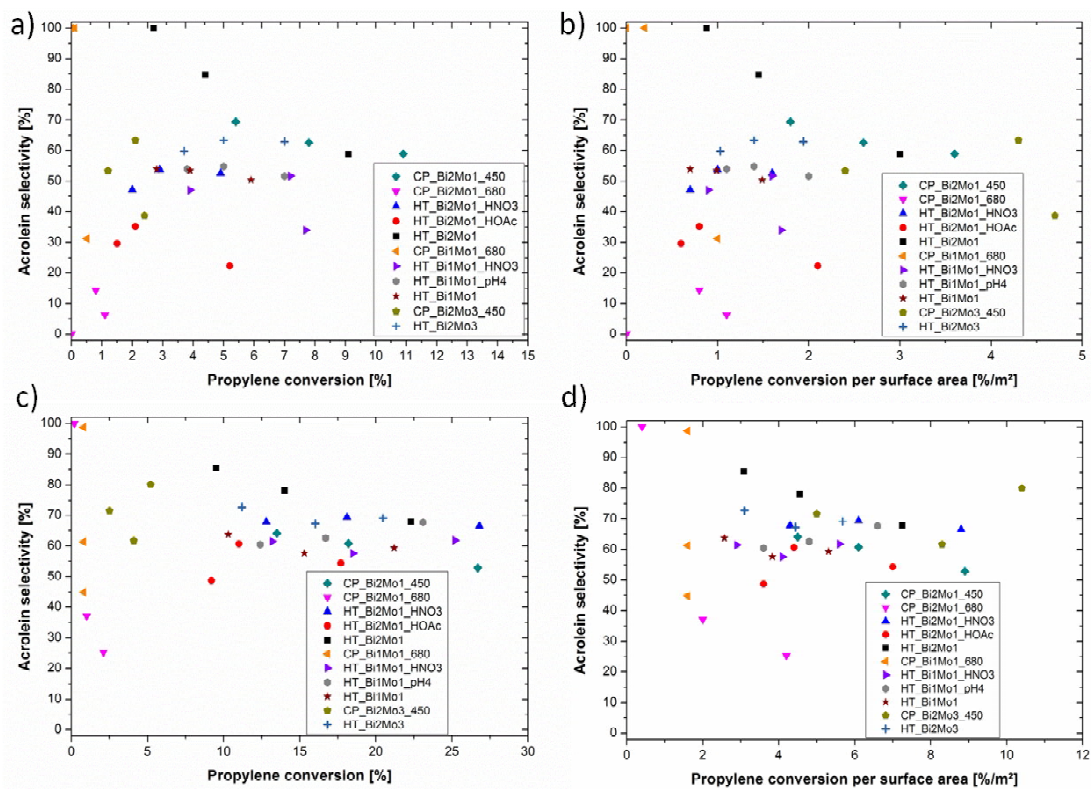 a)
100
90
80
70
60
50
40
30
20
10
0
Acrolein selectivity [%]
CP_Bi2Mo1_450
CP_Bi2Mo1_680
HT_Bi2Mo1_HNO3
HT_Bi2Mo1_HOAc
HT_Bi2Mo1
CP_Bi1Mo1_680
HT_Bi1Mo1_HNO3
HT_Bi1Mo1_pH4
HT_Bi1Mo1
CP_Bi2Mo3_450
HT_Bi2Mo3
0 1 2 3 4 5 6 7 8 9 10 11 12 13 14 15
Propylene conversion [%]
b)
100
90
80
70
60
50
40
30
20
10
0
Acrolein selectivity [%]
CP_Bi2Mo1_450
CP_Bi2Mo1_680
HT_Bi2Mo1_HNO3
HT_Bi2Mo1_HOAc
HT_Bi2Mo1
CP_Bi1Mo1_680
HT_Bi1Mo1_HNO3
HT_Bi1Mo1_pH4
HT_Bi1Mo1
CP_Bi2Mo3_450
HT_Bi2Mo3
0 1 2 3 4 5
Propylene conversion per surface area [%/m²]
c)
100
90
80
70
60
50
40
30
20
10
0
Acrolein selectivity [%]
CP_Bi2Mo1_450
CP_Bi2Mo1_680
HT_Bi2Mo1_HNO3
HT_Bi2Mo1_HOAc
HT_Bi2Mo1
CP_Bi1Mo1_680
HT_Bi1Mo1_HNO3
HT_Bi1Mo1_pH4
HT_Bi1Mo1
CP_Bi2Mo3_450
HT_Bi2Mo3
0 5 10 15 20 25 30
Propylene conversion [%]
d)
100
90
80
70
60
50
40
30
20
10
0
Acrolein selectivity [%]
CP_Bi2Mo1_450
CP_Bi2Mo1_680
HT_Bi2Mo1_HNO3
HT_Bi2Mo1_HOAc
HT_Bi2Mo1
CP_Bi1Mo1_680
HT_Bi1Mo1_HNO3
HT_Bi1Mo1_pH4
HT_Bi1Mo1
CP_Bi2Mo3_450
HT_Bi2Mo3
0 2 4 6 8 10 12
Propylene conversion per surface area [%/m²]